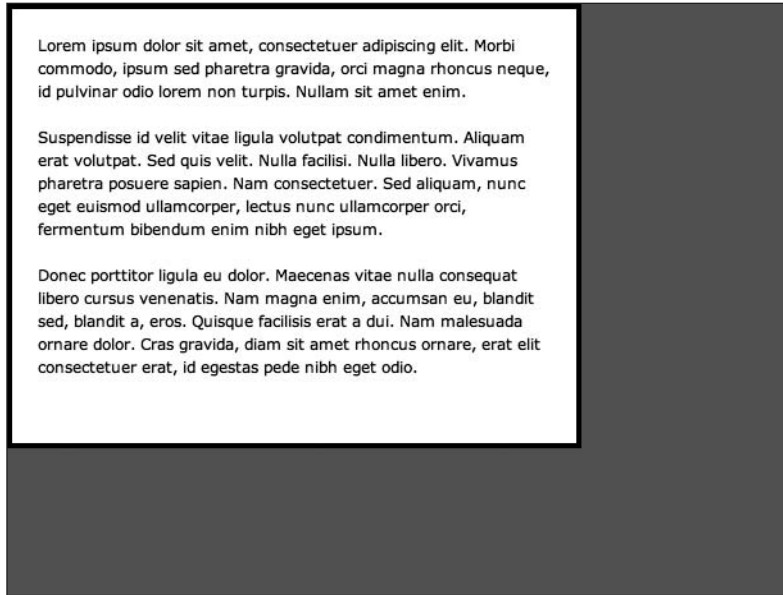 Lorem ipsum dolor sit amet, consectetuer adipiscing elit. Morbi
commodo, ipsum sed pharetra gravida, orci magna rhoncus neque,
id pulvinar odio lorem non turpis. Nullam sit amet enim.
Suspendisse id velit vitae ligula volutpat condimentum. Aliquam
erat volutpat. Sed quis velit. Nulla facilisi. Nulla libero. Vivamus
pharetra posuere sapien. Nam consectetuer. Sed aliquam, nunc
eget euismod ullamcorper, lectus nunc ullamcorper orci,
fermentum bibendum enim nibh eget ipsum.
Donec porttitor ligula eu dolor. Maecenas vitae nulla consequat
libero cursus venenatis. Nam magna enim, accumsan eu, blandit
sed, blandit a, eros. Quisque facilisis erat a dui. Nam malesuada
ornare dolor. Cras gravida, diam sit amet rhoncus ornare, erat elit
consectetuer erat, id egestas pede nibh eget odio.